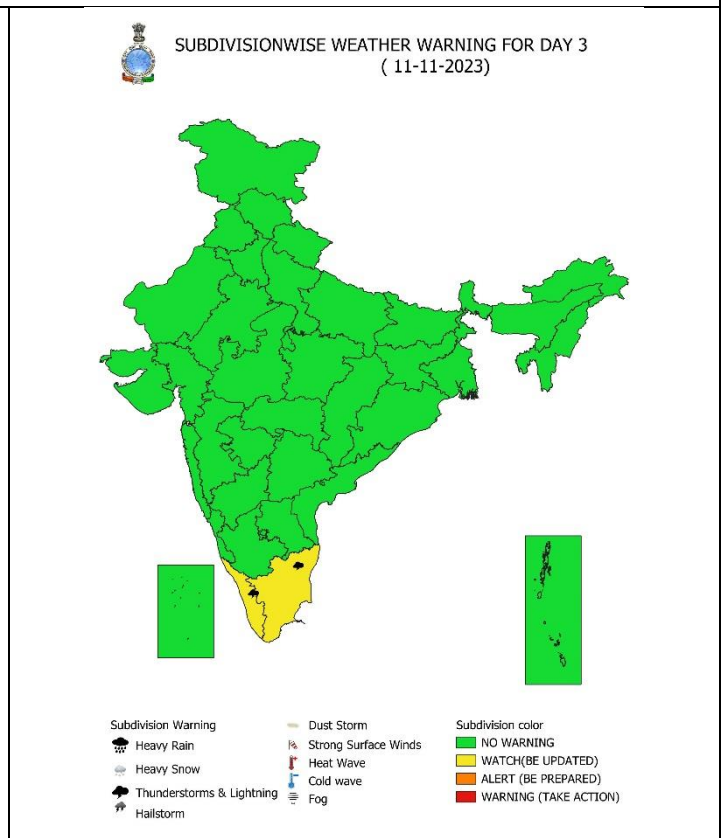 SUBDIVISIONWISE WEATHER WARNING FOR DAY 3
( 11-11-2023)
Subdivision Warning
Heavy Rain
Heavy Snow
Thunderstorms & Lightning
Hailstorm
Dust Storm
Strong Surface Winds
Heat Wave
Cold wave
Fog
Subdivision color
NO WARNING
WATCH(BE UPDATED)
ALERT (BE PREPARED)
WARNING (TAKE ACTION)